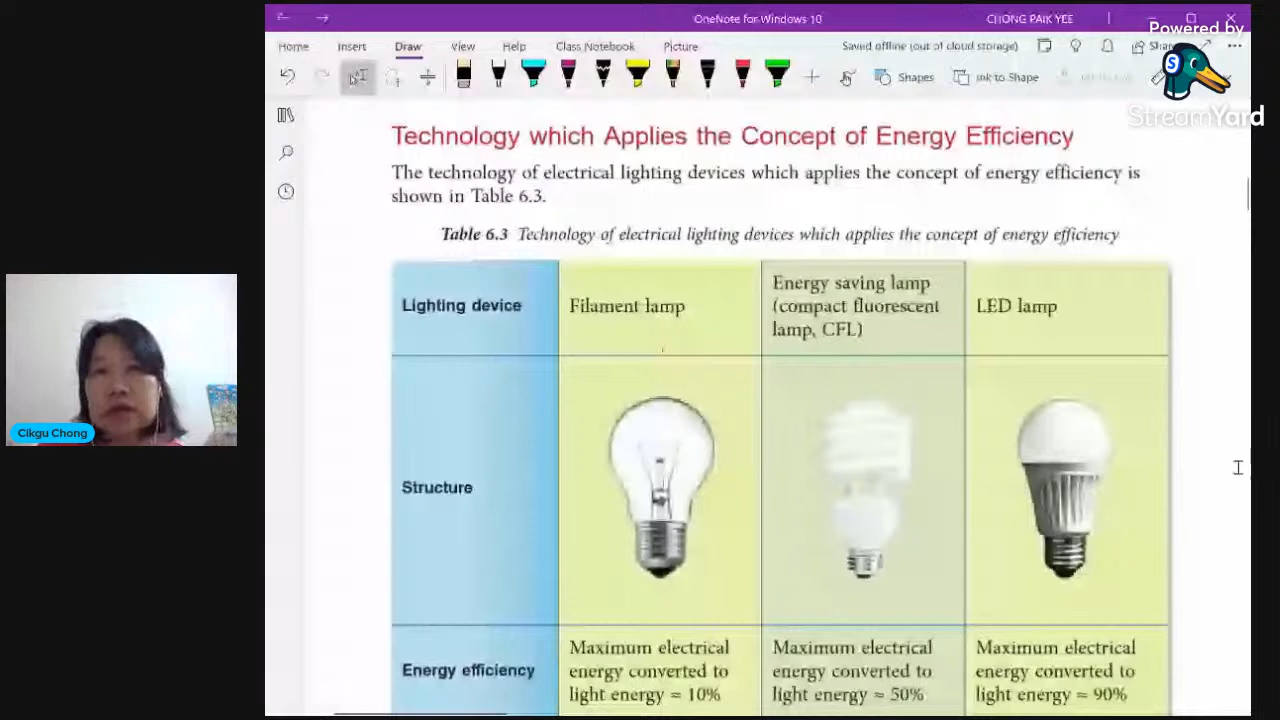 OneNote for Windows 10
CHONG PAIK YEE
Powered by
Home Insert Draw View Help Class Notebook Picture
Saved offline (out of cloud storage)
Shapes
Ink to Shape
StreamYard
Technology which Applies the Concept of Energy Efficiency
The technology of electrical lighting devices which applies the concept of energy efficiency is
shown in Table 6.3.
Table 6.3 Technology of electrical lighting devices which applies the concept of energy efficiency
Lighting device
Filament lamp
Energy saving lamp
(compact fluorescent
lamp, CFL)
LED lamp
Structure
Energy efficiency
Maximum electrical
energy converted to
light energy = 10%
Maximum electrical
energy converted to
light energy ≈ 50%
Maximum electrical
energy converted to
light energy ≈ 90%
Cikgu Chong